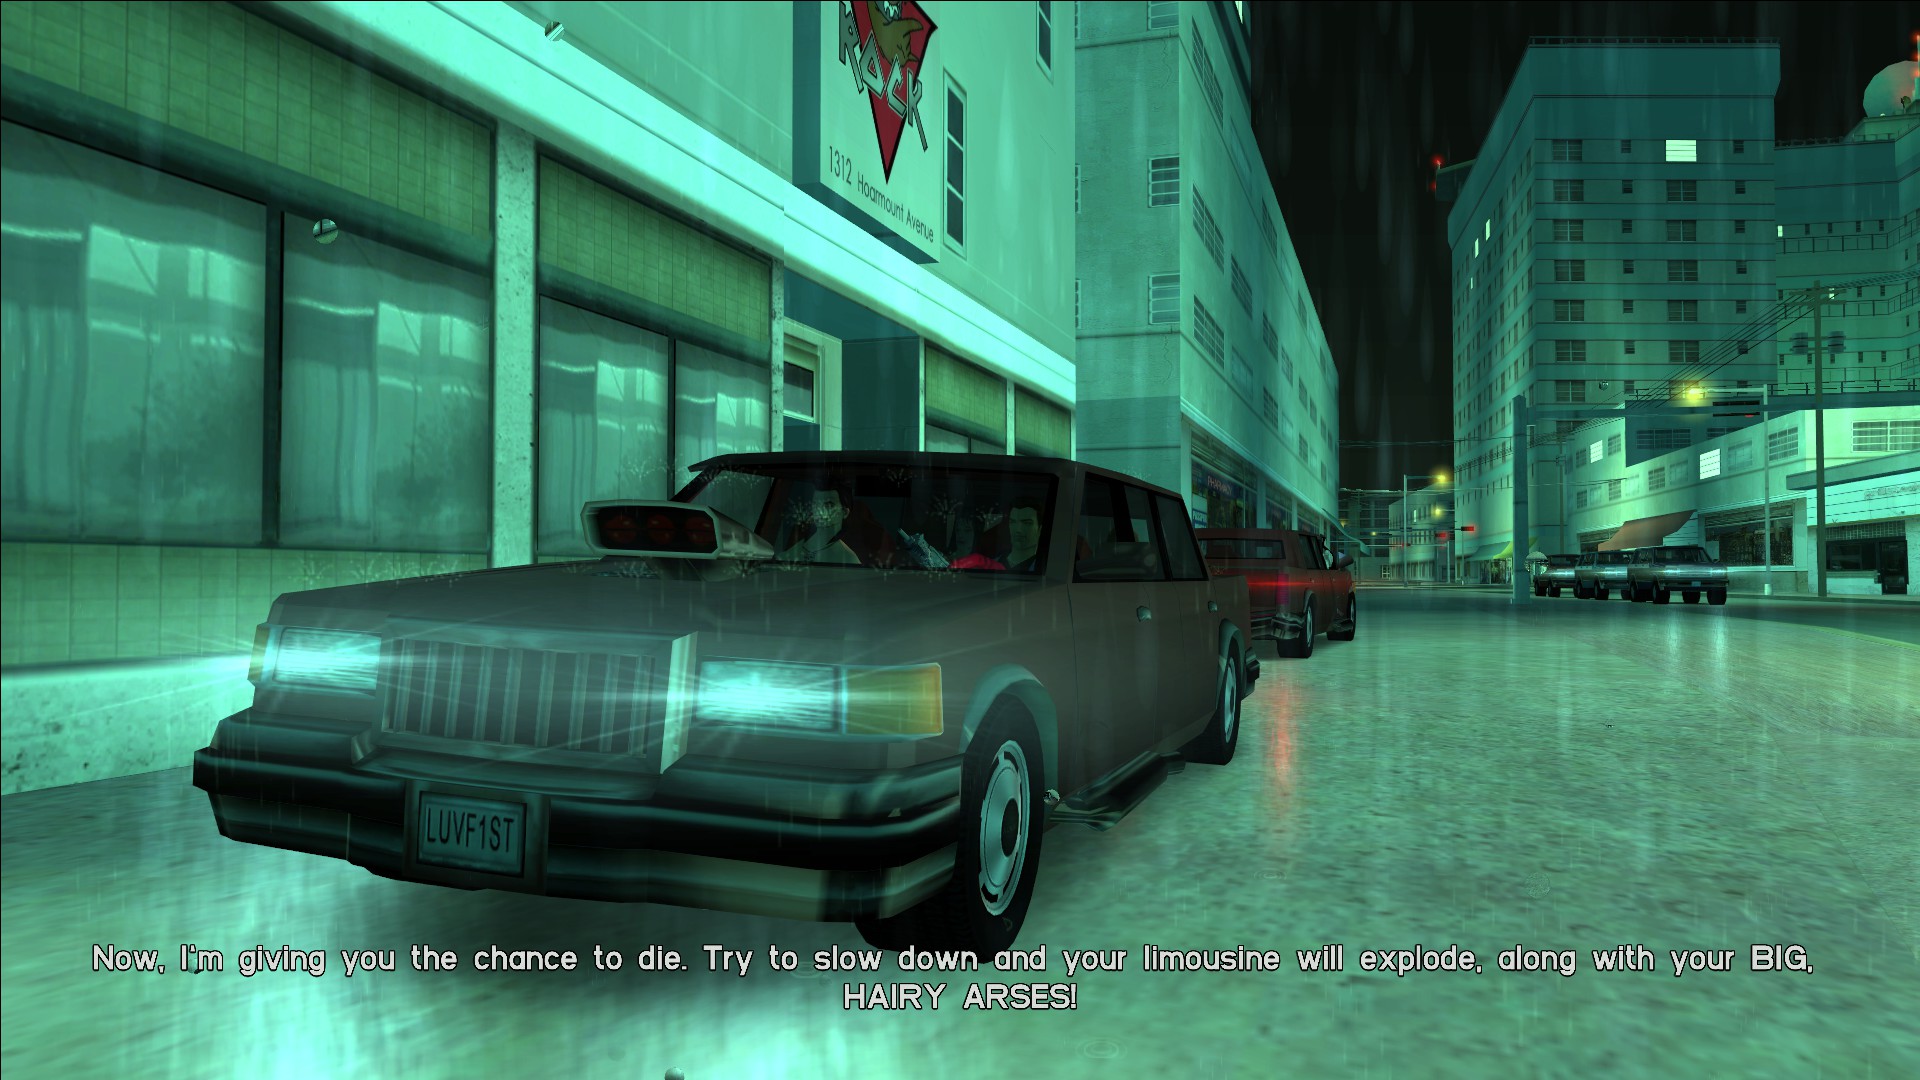 ROCK
1312 Hoarmount Avenue
LUVF1ST
Now, I'm giving you the chance to die. Try to slow down and your limousine will explode, along with your BIG,
HAIRY ARSES!